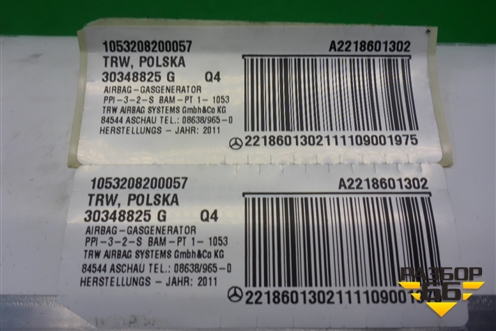 1053208200057 A2218601302
TRW, POLSKA
30348825 G Q4
AIRBAG-GASGENERATOR
PPI-3-2-S BAM-PT 1-1053
TRW AIRBAG SYSTEMS GmbH&Co KG
84544 ASCHAU TEL.: 08638/965-0
HERSTELLUNGS - JAHR: 2011
2218601302111109001975
1053208200057 A2218601302
TRW, POLSKA
30348825 G Q4
AIRBAG-GASGENERATOR
PPI-3-2-S BAM-PT 1-1053
TRW AIRBAG SYSTEMS GmbH&Co KG
84544 ASCHAU TEL.: 08638/965-0
HERSTELLUNGS - JAHR: 2011
2218601302111109001975
РАЗБОР